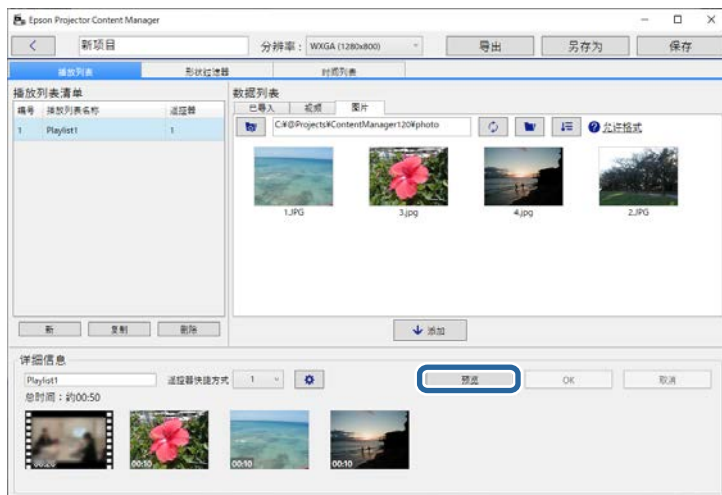 Epson Projector Content Manager
新项目 分辨率： WXGA (1280x800) 导出 另存为 保存
播放列表 形状过滤器 时间列表
播放列表清单
编号 播放列表名称 遥控器
1 Playlist1 1
新 复制 删除
数据列表
已导入 视频 图片
C:¥@Projects¥ContentManager120¥photo ? 允许格式
1.JPG 3.jpg 4.jpg 2.JPG
添加
详细信息
Playlist1 遥控器快捷方式 1 预览 OK 取消
总时间：约00:50
00:20 00:10 00:10 00:10